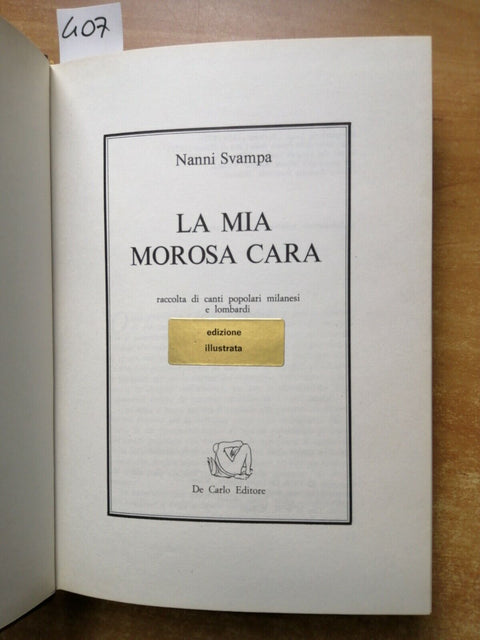 407
Nanni Svampa
LA MIA
MOROSA CARA
raccolta di canti popolari milanesi
e lombardi
edizione
illustrata
De Carlo Editore